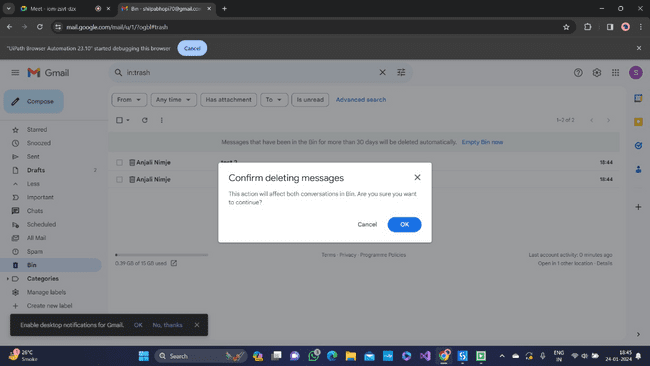 Meet - icm-zsvt-dzx
Bin - shilpabhopi70@gmail.com
mail.google.com/mail/u/1/?ogbl#trash
"UiPath Browser Automation 23.10" started debugging this browser
Cancel
Gmail
in:trash
S
Compose
From
Any time
Has attachment
To
Is unread
Advanced search
Starred
Snoozed
1–2 of 2
Sent
Messages that have been in the Bin for more than 30 days will be deleted automatically.
Empty Bin now
Drafts
2
Anjali Nimje
test 2
18:44
Less
Anjali Nimje
18:44
Important
Confirm deleting messages
This action will affect both conversations in Bin. Are you sure you want
to continue?
Cancel
OK
Chats
Scheduled
All Mail
Spam
0.39 GB of 15 GB used
Terms · Privacy · Programme Policies
Last account activity: 0 minutes ago
Open in 1 other location · Details
Bin
Categories
Manage labels
Create new label
Enable desktop notifications for Gmail.
OK
No, thanks
26°C
Smoke
Search
ENG
IN
18:45
24-01-2024